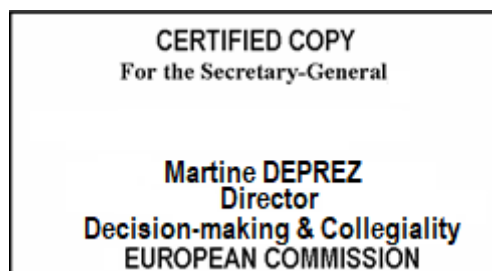 CERTIFIED COPY
For the Secretary-General
Martine DEPREZ
Director
Decision-making & Collegiality
EUROPEAN COMMISSION